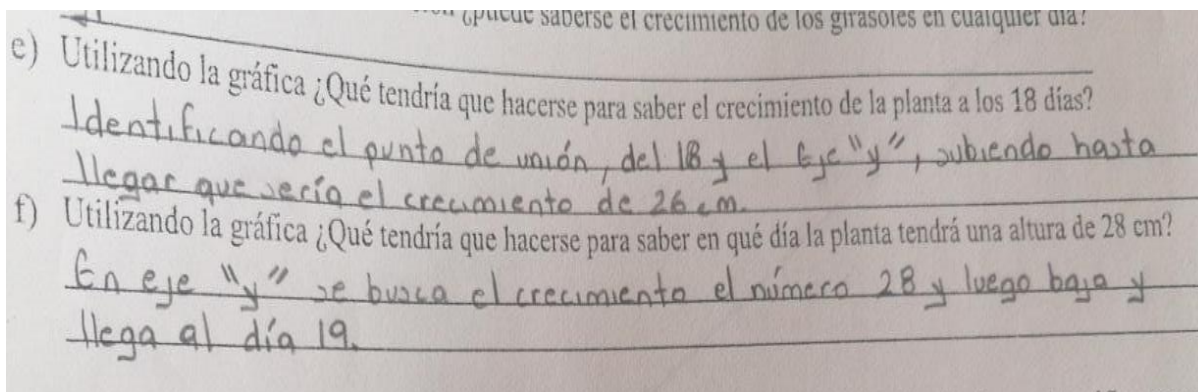 ¿puede saberse el crecimiento de los girasoles en cualquier día?
e) Utilizando la gráfica ¿Qué tendría que hacerse para saber el crecimiento de la planta a los 18 días?
Identificando el punto de unión, del 18 y el Eje "y", subiendo hasta
llegar que sería el crecimiento de 26 cm.
f) Utilizando la gráfica ¿Qué tendría que hacerse para saber en qué día la planta tendrá una altura de 28 cm?
En eje "y" se busca el crecimiento el número 28 y luego baja y
llega al día 19.